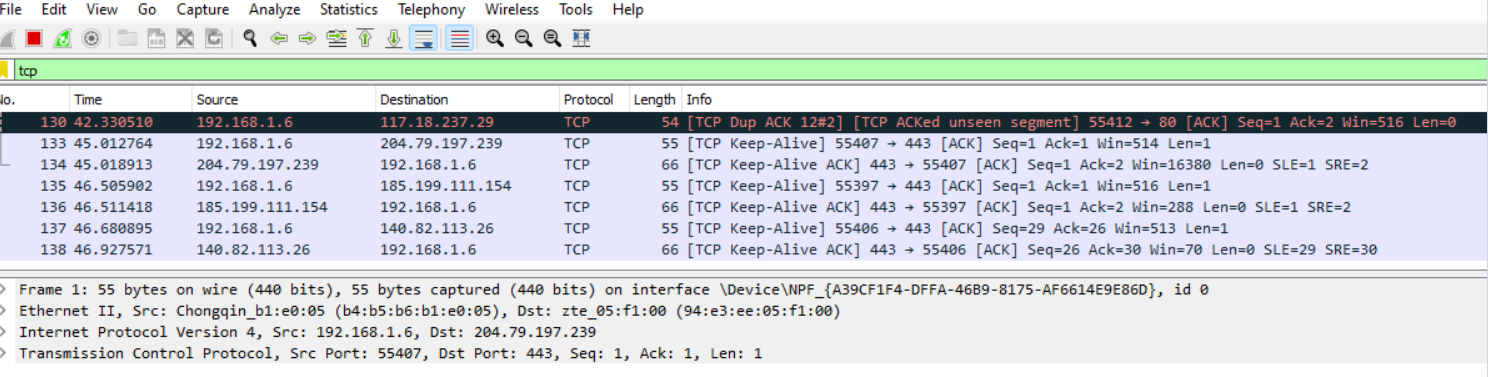 File Edit View Go Capture Analyze Statistics Telephony Wireless Tools Help
tcp
No. Time Source Destination Protocol Length Info
130 42.330510 192.168.1.6 117.18.237.29 TCP 54 [TCP Dup ACK 12#2] [TCP ACKed unseen segment] 55412 → 80 [ACK] Seq=1 Ack=2 Win=516 Len=0
133 45.012764 192.168.1.6 204.79.197.239 TCP 55 [TCP Keep-Alive] 55407 → 443 [ACK] Seq=1 Ack=1 Win=514 Len=1
134 45.018913 204.79.197.239 192.168.1.6 TCP 66 [TCP Keep-Alive ACK] 443 → 55407 [ACK] Seq=1 Ack=2 Win=16380 Len=0 SLE=1 SRE=2
135 46.505902 192.168.1.6 185.199.111.154 TCP 55 [TCP Keep-Alive] 55397 → 443 [ACK] Seq=1 Ack=1 Win=516 Len=1
136 46.511418 185.199.111.154 192.168.1.6 TCP 66 [TCP Keep-Alive ACK] 443 → 55397 [ACK] Seq=1 Ack=2 Win=288 Len=0 SLE=1 SRE=2
137 46.680895 192.168.1.6 140.82.113.26 TCP 55 [TCP Keep-Alive] 55406 → 443 [ACK] Seq=29 Ack=26 Win=513 Len=1
138 46.927571 140.82.113.26 192.168.1.6 TCP 66 [TCP Keep-Alive ACK] 443 → 55406 [ACK] Seq=26 Ack=30 Win=70 Len=0 SLE=29 SRE=30
Frame 1: 55 bytes on wire (440 bits), 55 bytes captured (440 bits) on interface \Device\NPF_{A39CF1F4-DFFA-46B9-8175-AF6614E9E86D}, id 0
Ethernet II, Src: Chongqin_b1:e0:05 (b4:b5:b6:b1:e0:05), Dst: zte_05:f1:00 (94:e3:ee:05:f1:00)
Internet Protocol Version 4, Src: 192.168.1.6, Dst: 204.79.197.239
Transmission Control Protocol, Src Port: 55407, Dst Port: 443, Seq: 1, Ack: 1, Len: 1